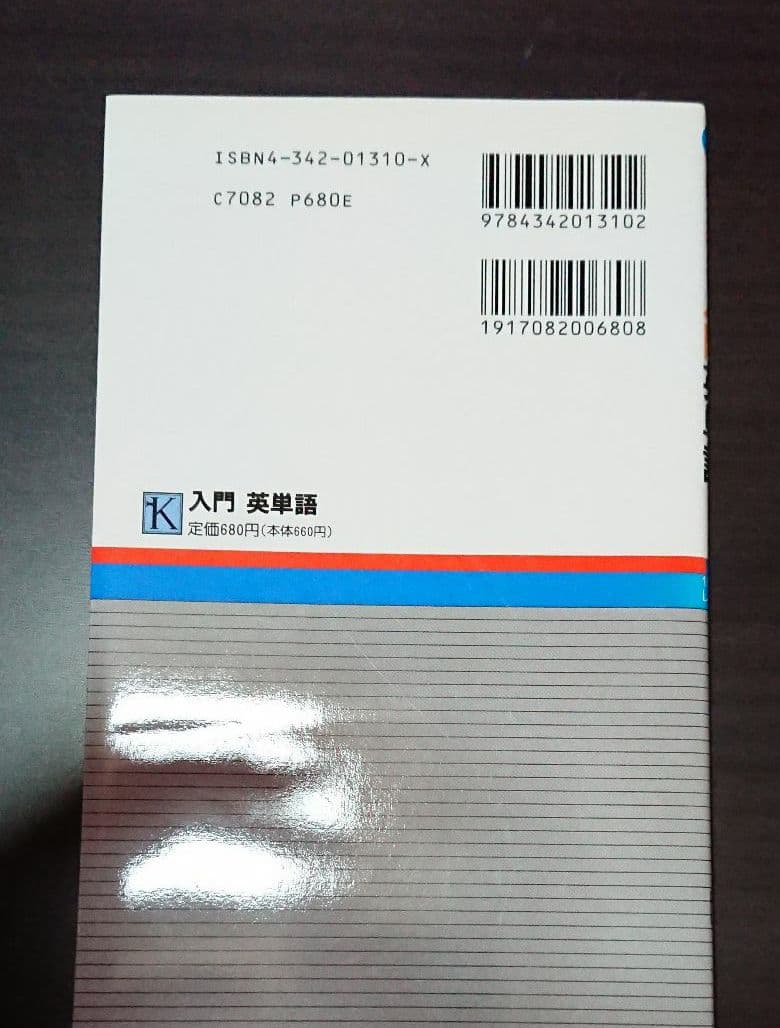 ISBN4-342-01310-X
C7082 P680E
9784342013102
1917082006808
K
入門 英単語
定価680円(本体660円)